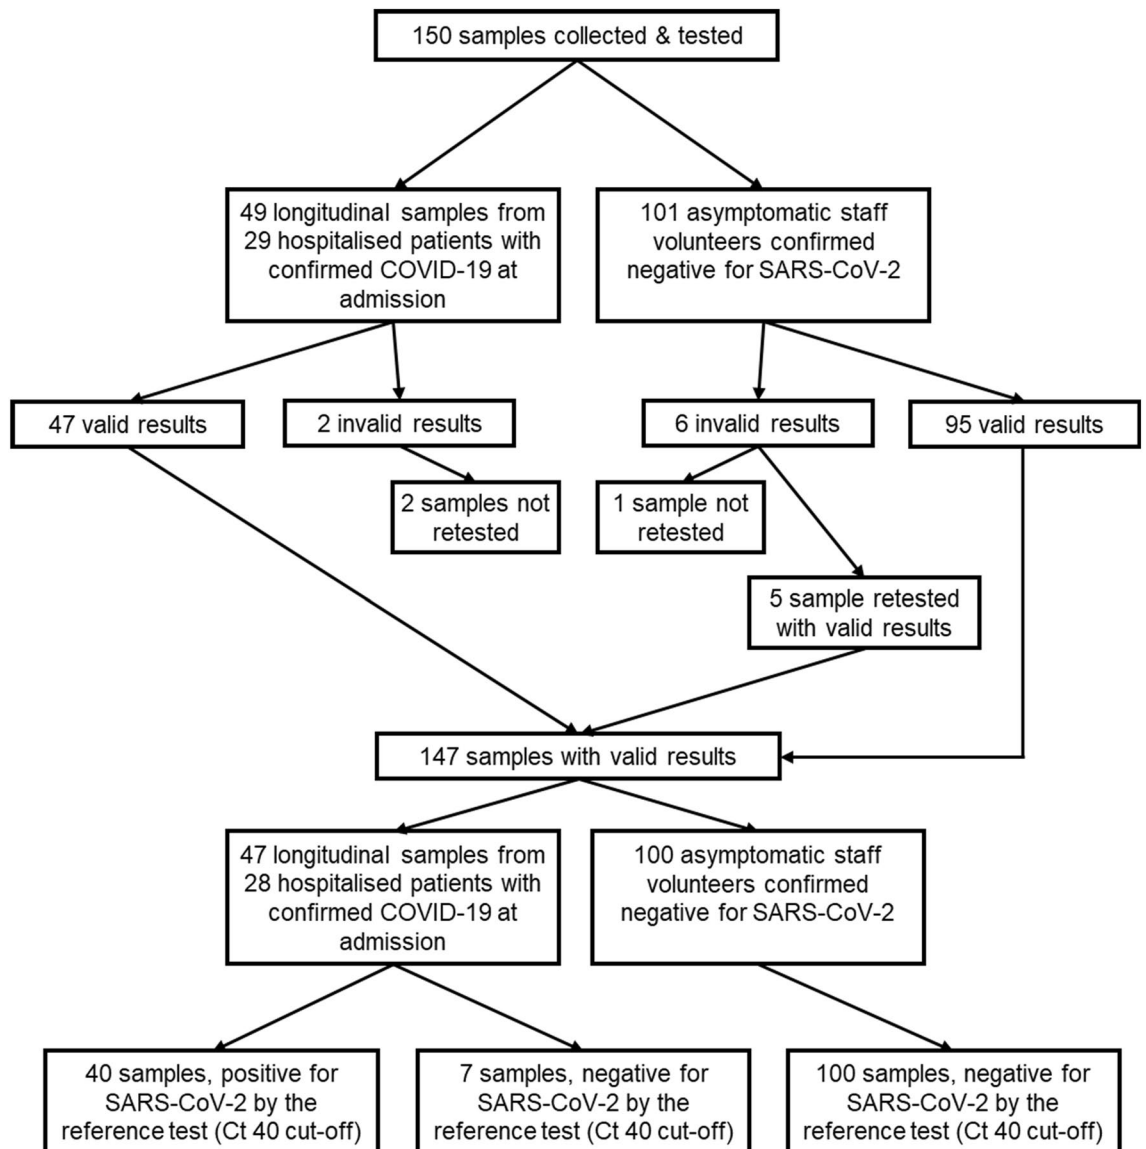 150 samples collected & tested
49 longitudinal samples from
29 hospitalised patients with
confirmed COVID-19 at
admission
101 asymptomatic staff
volunteers confirmed
negative for SARS-CoV-2
47 valid results
2 invalid results
6 invalid results
95 valid results
2 samples not
retested
1 sample not
retested
5 sample retested
with valid results
147 samples with valid results
47 longitudinal samples from
28 hospitalised patients with
confirmed COVID-19 at
admission
100 asymptomatic staff
volunteers confirmed
negative for SARS-CoV-2
40 samples, positive for
SARS-CoV-2 by the
reference test (Ct 40 cut-off)
7 samples, negative for
SARS-CoV-2 by the
reference test (Ct 40 cut-off)
100 samples, negative for
SARS-CoV-2 by the
reference test (Ct 40 cut-off)